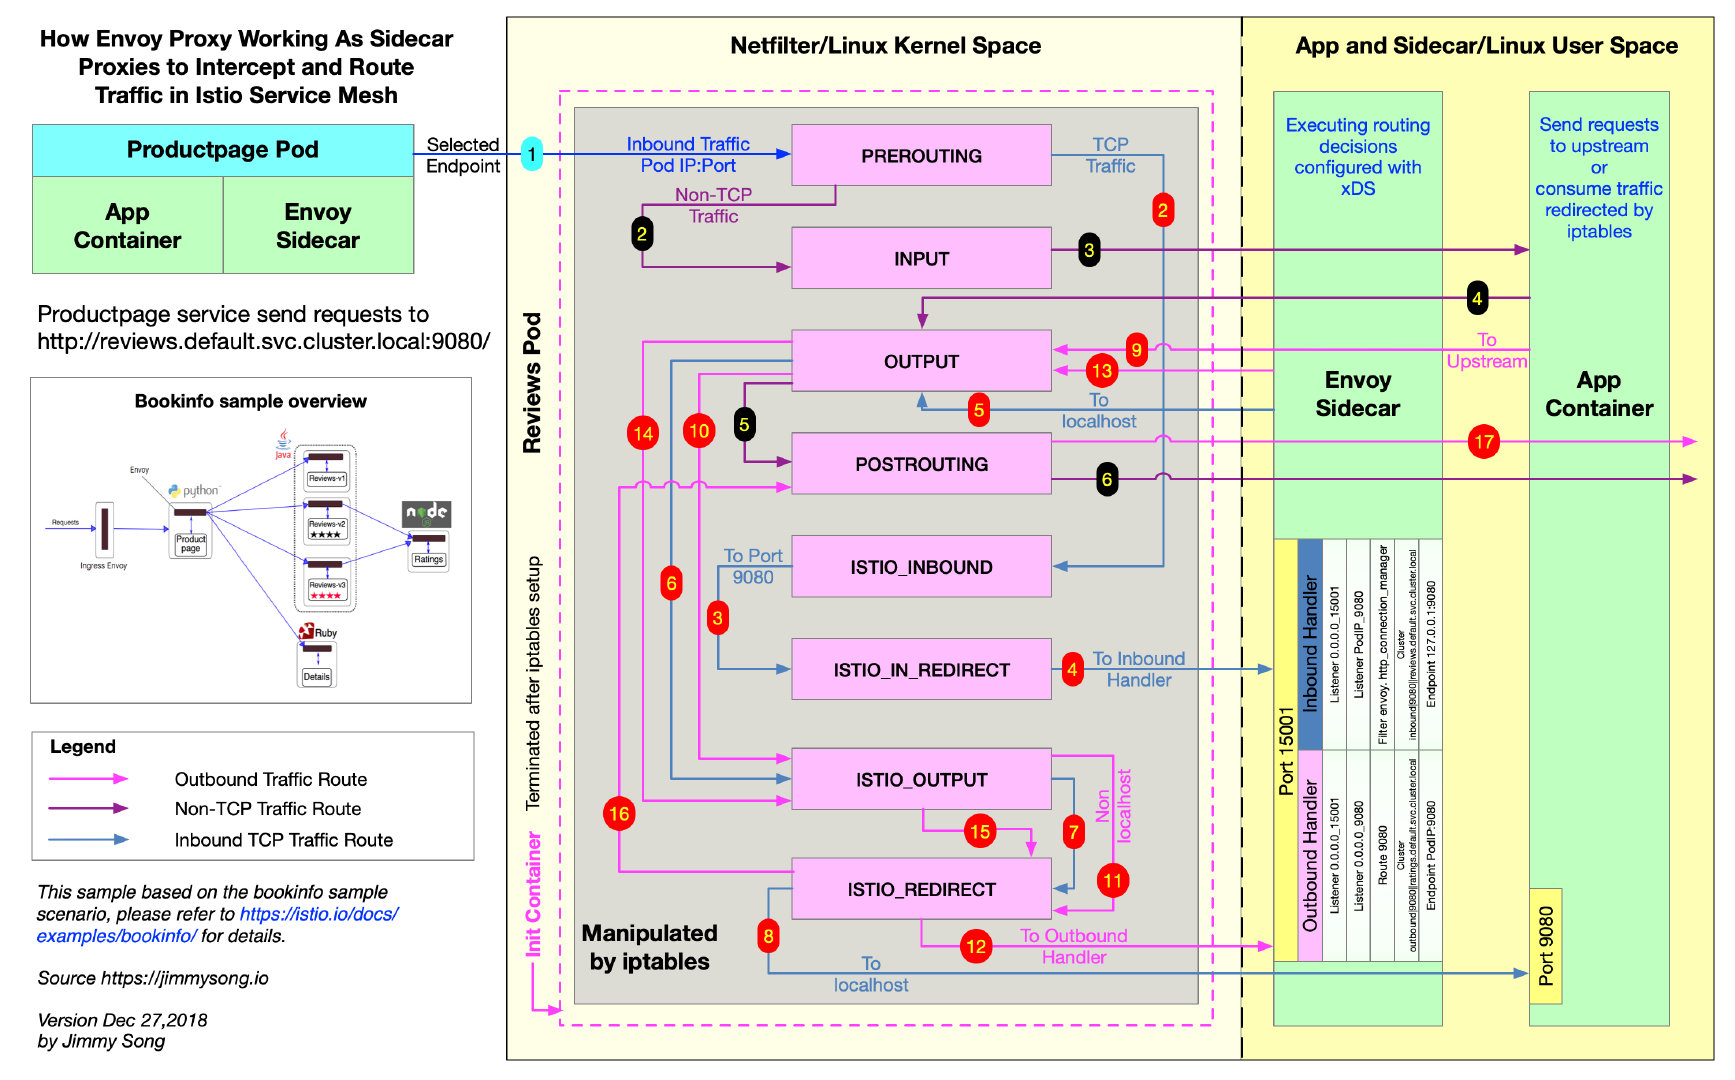 How Envoy Proxy Working As Sidecar
Proxies to Intercept and Route
Traffic in Istio Service Mesh
Productpage Pod
App
Container
Envoy
Sidecar
Selected
Endpoint
1
Productpage service send requests to
http://reviews.default.svc.cluster.local:9080/
Bookinfo sample overview
Java
Envoy
python
Reviews-v1
Requests
Reviews-v2
★★★★
node
Product
page
Ingress Envoy
Ratings
Reviews-v3
★★★★
Ruby
Details
Legend
Outbound Traffic Route
Non-TCP Traffic Route
Inbound TCP Traffic Route
This sample based on the bookinfo sample
scenario, please refer to https://istio.io/docs/
examples/bookinfo/ for details.
Source https://jimmysong.io
Version Dec 27,2018
by Jimmy Song
Netfilter/Linux Kernel Space
Reviews Pod
Terminated after iptables setup
Init Container
Inbound Traffic
Pod IP:Port
PREROUTING
TCP
Traffic
Non-TCP
Traffic
2
2
INPUT
3
4
OUTPUT
9
13
To
Upstream
5
To
localhost
14
10
5
POSTROUTING
17
6
To Port
9080
ISTIO_INBOUND
6
3
ISTIO_IN_REDIRECT
4
To Inbound
Handler
ISTIO_OUTPUT
Non
localhost
16
15
7
ISTIO_REDIRECT
11
8
12
To Outbound
Handler
To
localhost
Manipulated
by iptables
App and Sidecar/Linux User Space
Executing routing
decisions
configured with
xDS
Envoy
Sidecar
Send requests
to upstream
or
consume traffic
redirected by
iptables
App
Container
Port 15001
Inbound Handler
Listener 0.0.0.0_15001
Listener PodIP_9080
Filter envoy. http_connection_manager
Cluster
inbound|9080||reviews.default.svc.cluster.local
Endpoint 127.0.0.1:9080
Outbound Handler
Listener 0.0.0.0_15001
Listener 0.0.0.0_9080
Route 9080
Cluster
outbound|9080||ratings.default.svc.cluster.local
Endpoint PodIP:9080
Port 9080